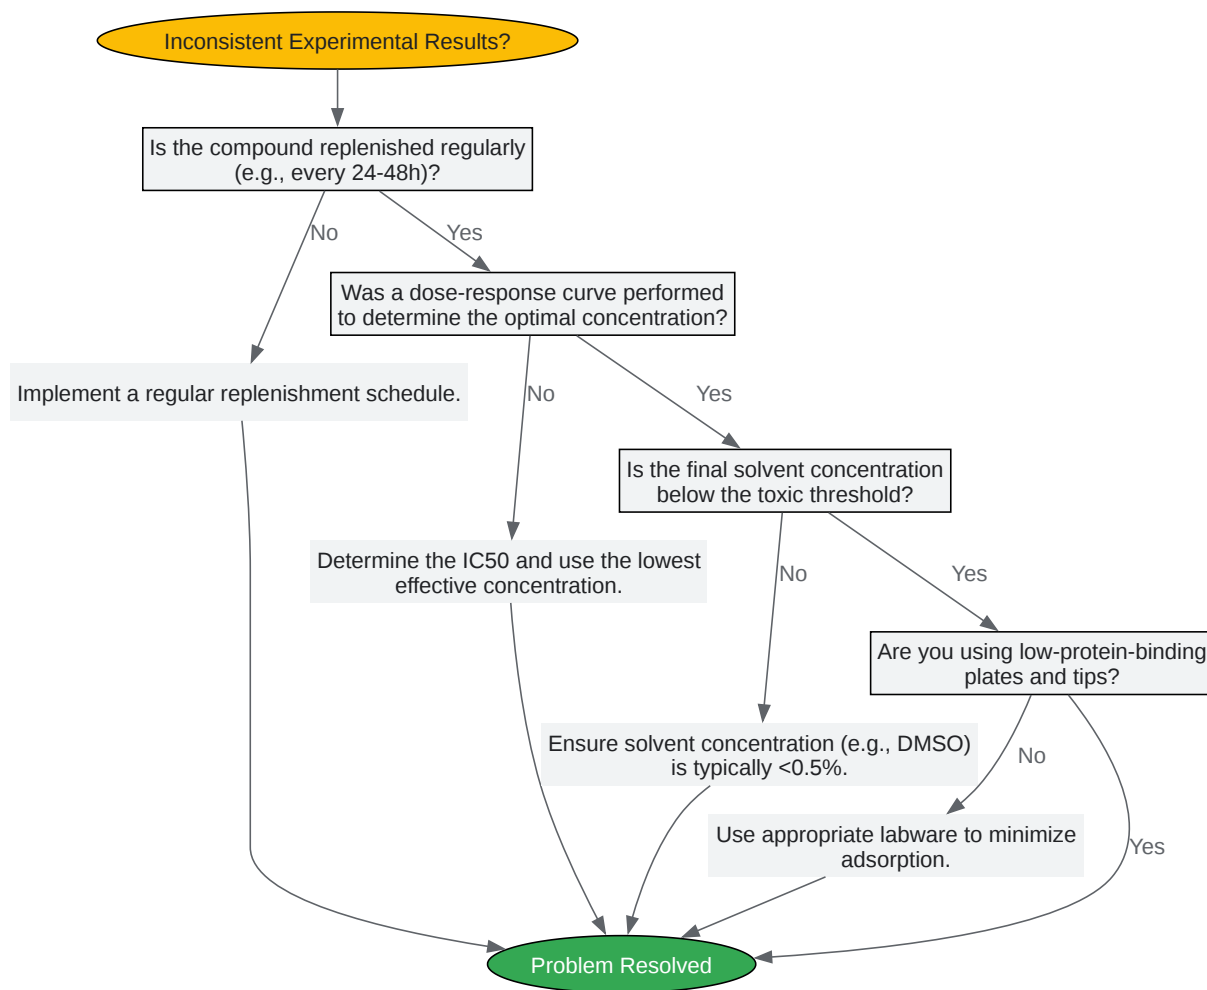 Inconsistent Experimental Results?
Is the compound replenished regularly
(e.g., every 24-48h)?
No
Yes
Was a dose-response curve performed
to determine the optimal concentration?
Implement a regular replenishment schedule.
No
Yes
Is the final solvent concentration
below the toxic threshold?
Determine the IC50 and use the lowest
effective concentration.
No
Yes
Are you using low-protein-binding
plates and tips?
Ensure solvent concentration (e.g., DMSO)
is typically <0.5%.
No
Use appropriate labware to minimize
adsorption.
Yes
Problem Resolved